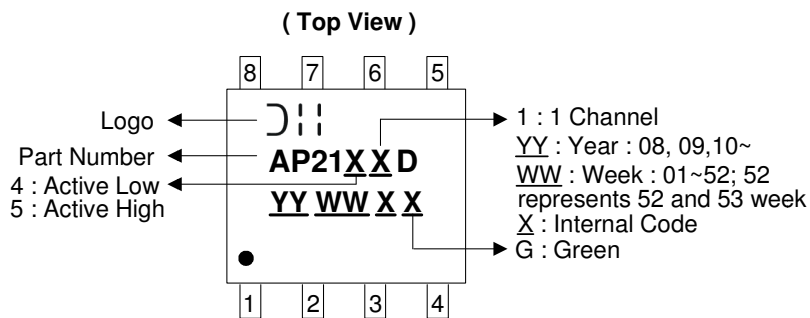 ( Top View )
8 7 6 5
Logo
Part Number
4 : Active Low
5 : Active High
AP21XXD
YY WW X X
1 : 1 Channel
YY : Year : 08, 09,10~
WW : Week : 01~52; 52
represents 52 and 53 week
X : Internal Code
G : Green
1 2 3 4